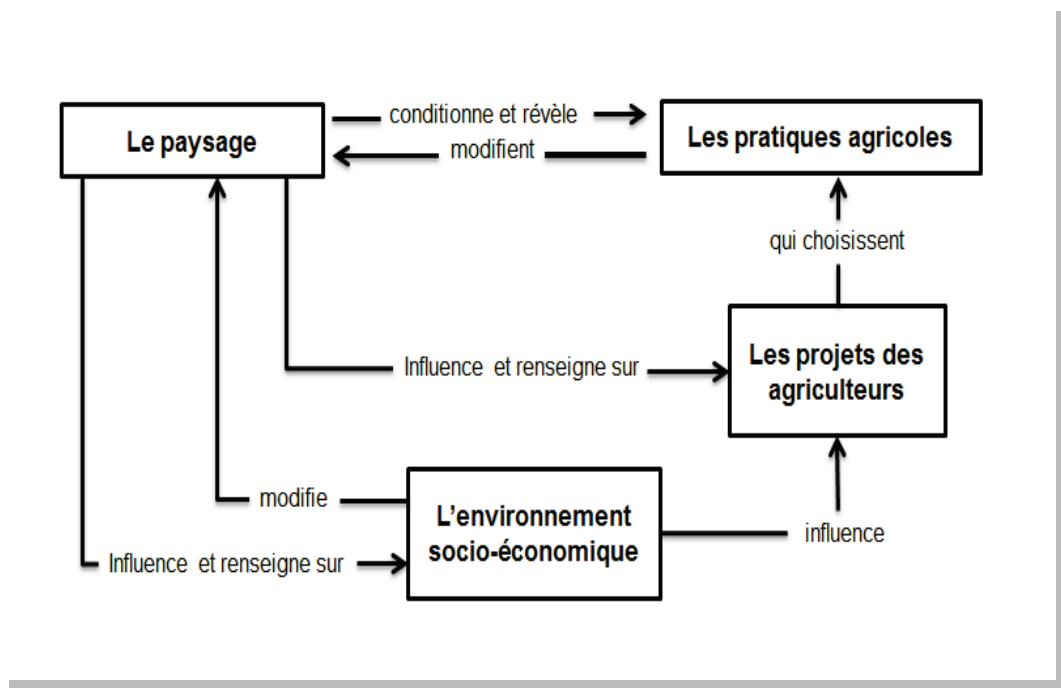 conditionne et révèle
Le paysage
Les pratiques agricoles
modifient
qui choisissent
Les projets des
agriculteurs
Influence  et renseigne sur
modifie
L’environnement
socio-économique
influence
Influence  et renseigne sur